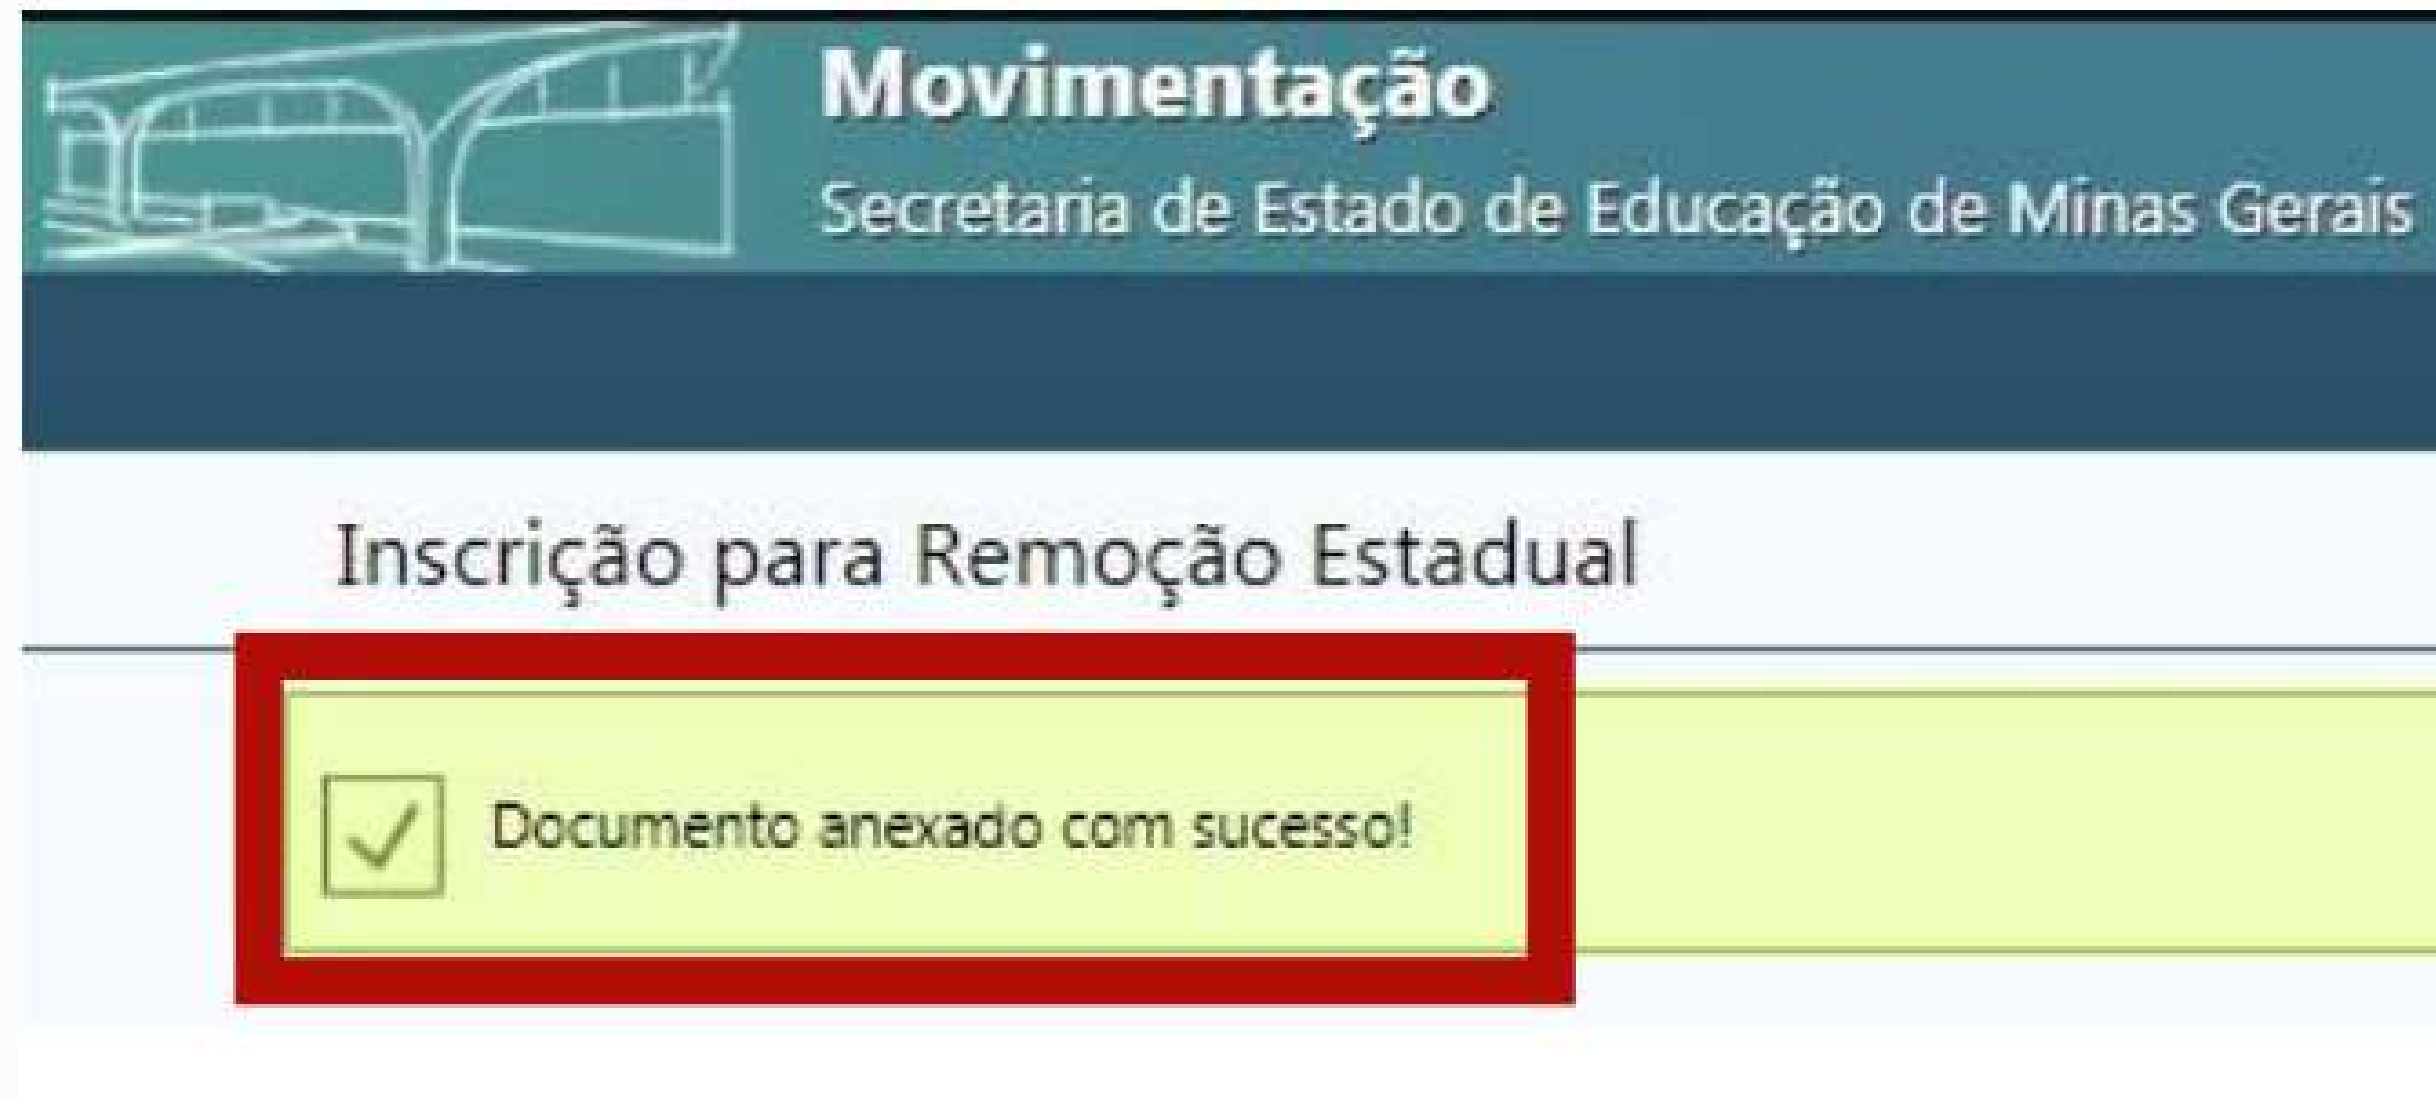 Movimentação
Secretaria de Estado de Educação de Minas Gerais
Inscrição para Remoção Estadual
Documento anexado com sucesso!